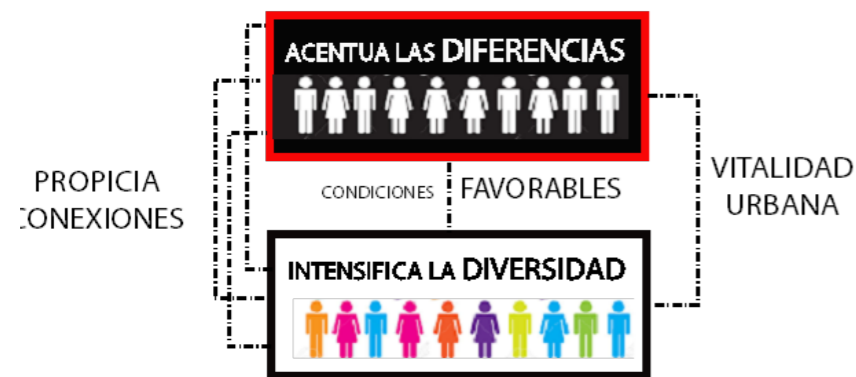 ACENTUA LAS DIFERENCIAS
PROPICIA
CONEXIONES
CONDICIONES FAVORABLES
VITALIDAD
URBANA
INTENSIFICA LA DIVERSIDAD